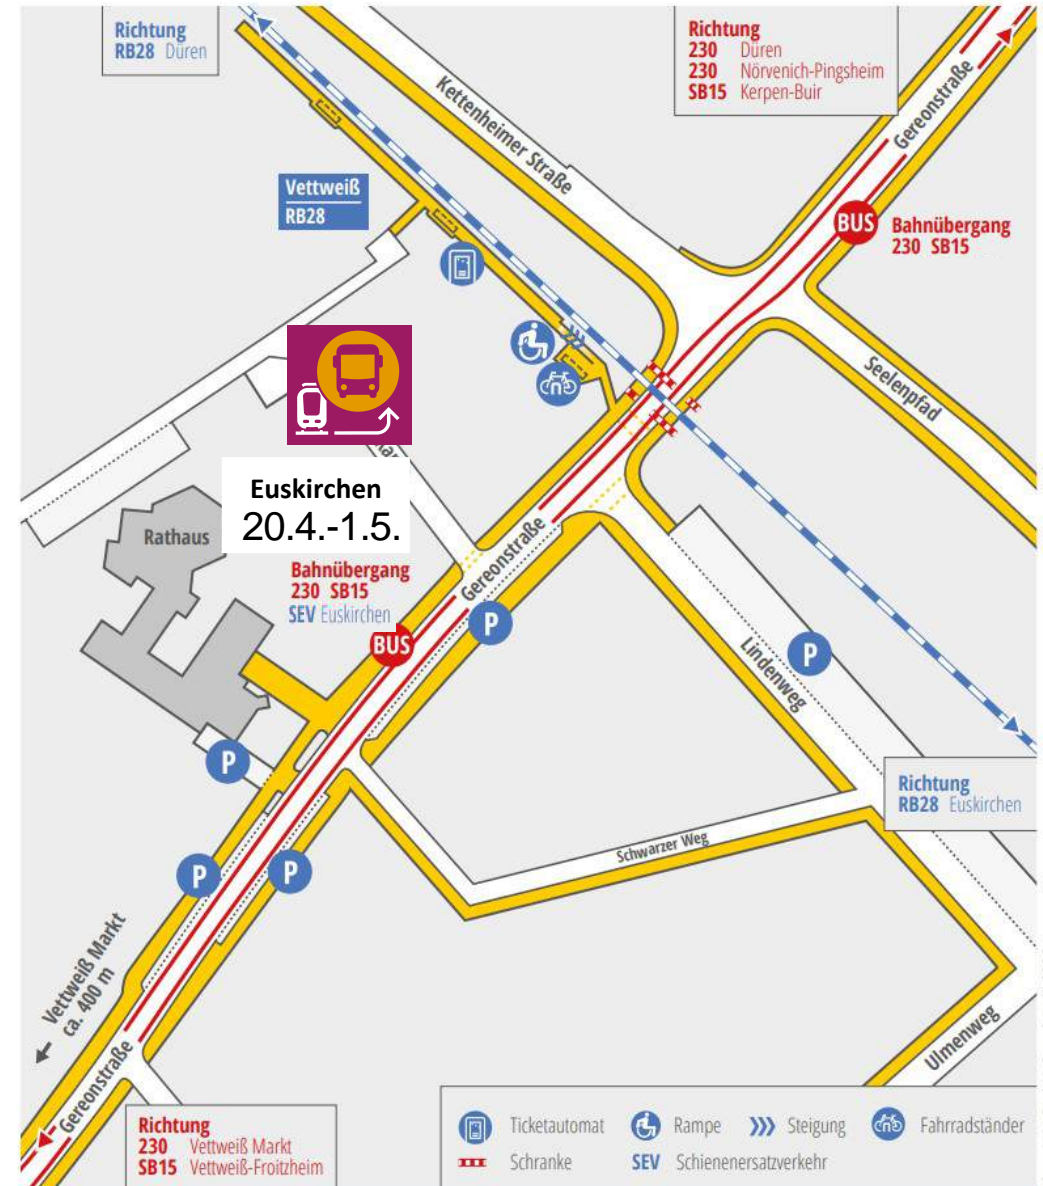 Richtung
RB28 Düren
Richtung
230 Düren
230 Nörvenich-Pingsheim
SB15 Kerpen-Buir
Kettenheimer Straße
Gereonstraße
Vettweiß
RB28
BUS
Bahnübergang
230 SB15
Seelenpfad
Euskirchen
20.4.-1.5.
Rathaus
Bahnübergang
230 SB15
SEV Euskirchen
BUS
Gereonstraße
P
P
Lindenweg
P
Richtung
RB28 Euskirchen
Schwarzer Weg
P
P
Vettweiß Markt
ca. 400 m
Ulmenweg
Gereonstraße
Richtung
230 Vettweiß Markt
SB15 Vettweiß-Froitzheim
Ticketautomat
Rampe
Steigung
Fahrradständer
Schranke
SEV Schienenersatzverkehr